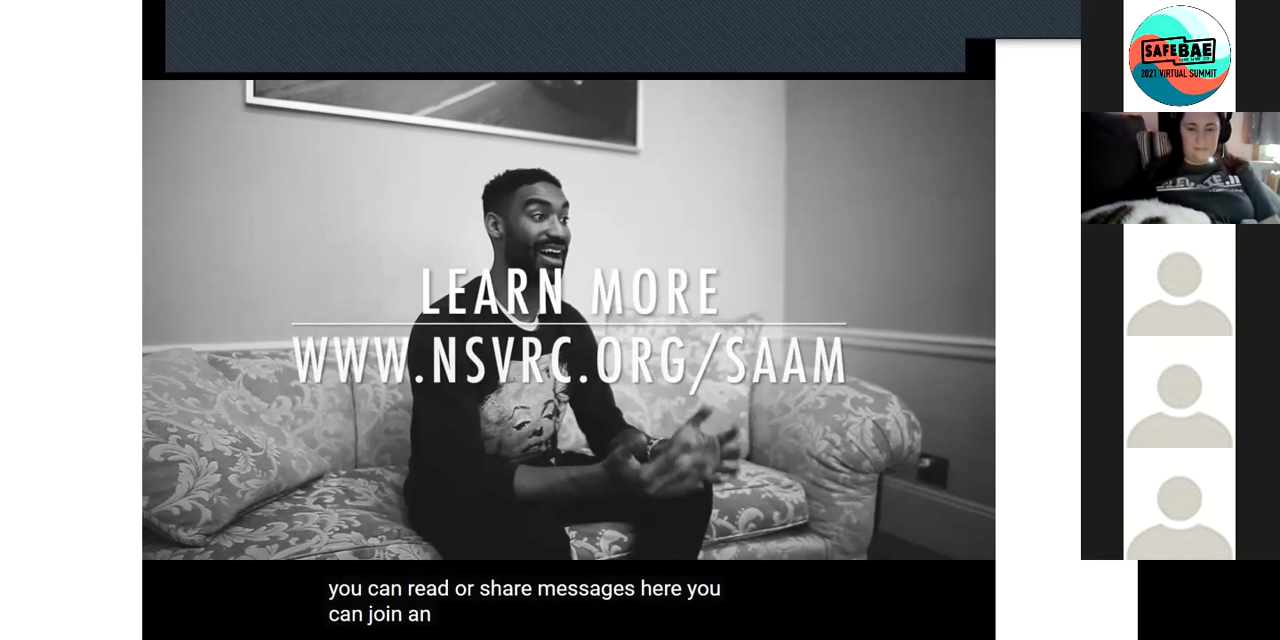 LEARN MORE
WWW.NSVRC.ORG/SAAM
you can read or share messages here you
can join an
SAFEBAE
2021 VIRTUAL SUMMIT